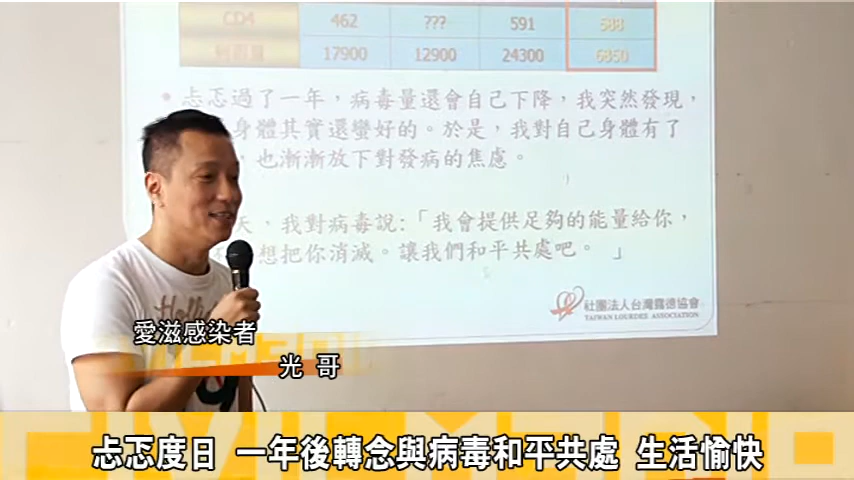 CD4 462 ??? 591 588
病毒量 17900 12900 24300 6850
• 忐忑過了一年，病毒量還會自己下降，我突然發現，
身體其實還蠻好的。於是，我對自己身體有了
，也漸漸放下對發病的焦慮。
天，我對病毒說:「我會提供足夠的能量給你，
想把你消滅。讓我們和平共處吧。」
社團法人台灣露德協會
TAIWAN LOURDES ASSOCIATION
愛滋感染者
光哥
忐忑度日 一年後轉念與病毒和平共處 生活愉快